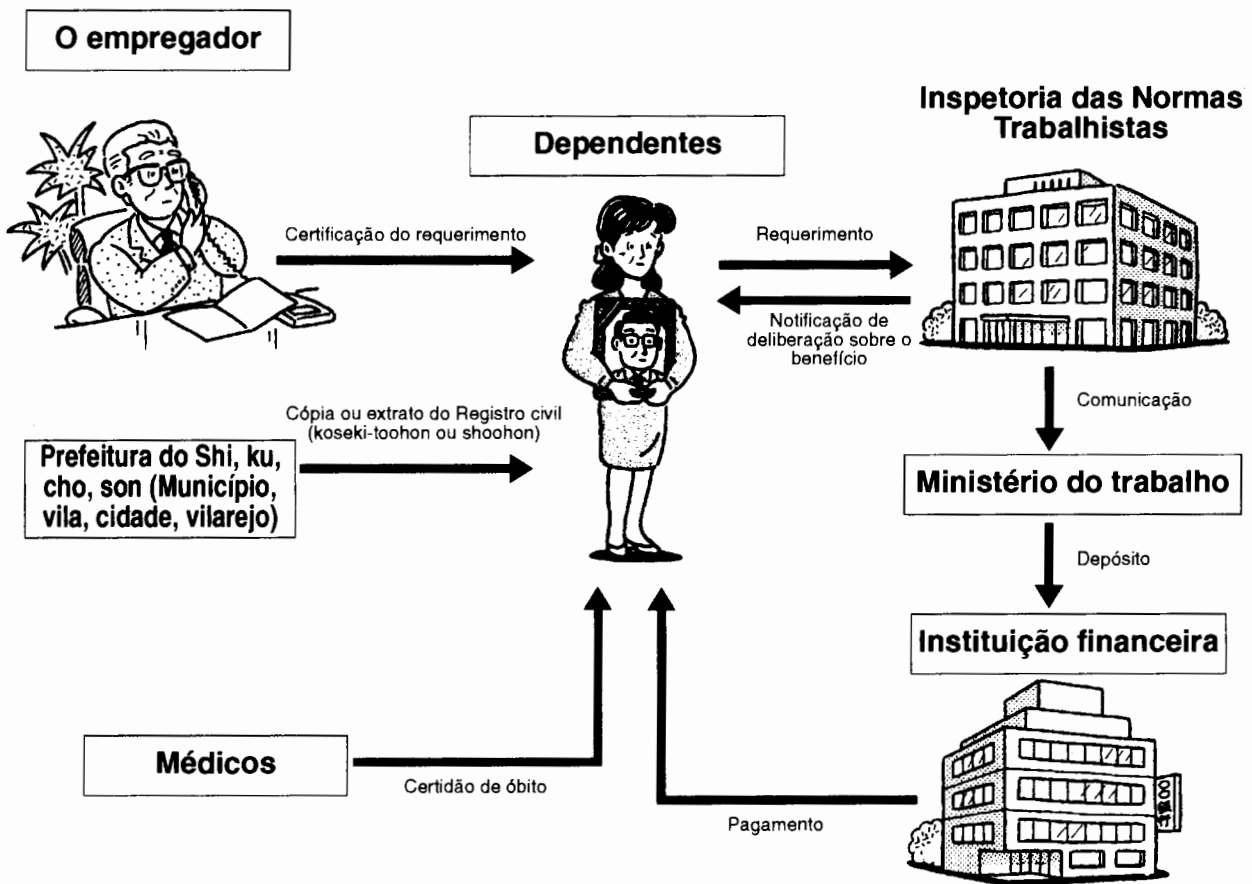 O empregador
Dependentes
Inspetoria das Normas
Trabalhistas
Certificação do requerimento
Requerimento
Notificação de
deliberação sobre o
benefício
Comunicação
Cópia ou extrato do Registro civil
(koseki-toohon ou shoohon)
Prefeitura do Shi, ku,
cho, son (Município,
vila, cidade, vilarejo)
Ministério do trabalho
Depósito
Instituição financeira
Médicos
Certidão de óbito
Pagamento